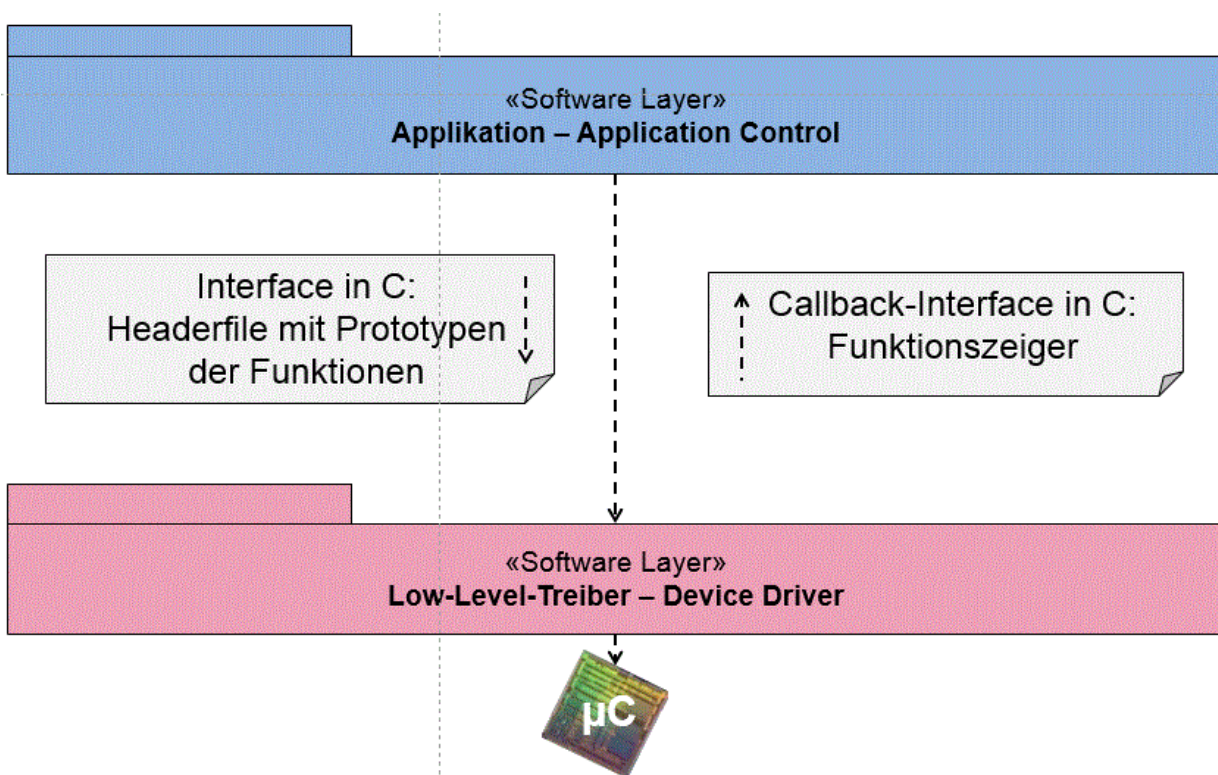 «Software Layer»
Applikation – Application Control
Interface in C:
Headerfile mit Prototypen
der Funktionen
Callback-Interface in C:
Funktionszeiger
«Software Layer»
Low-Level-Treiber – Device Driver
µC